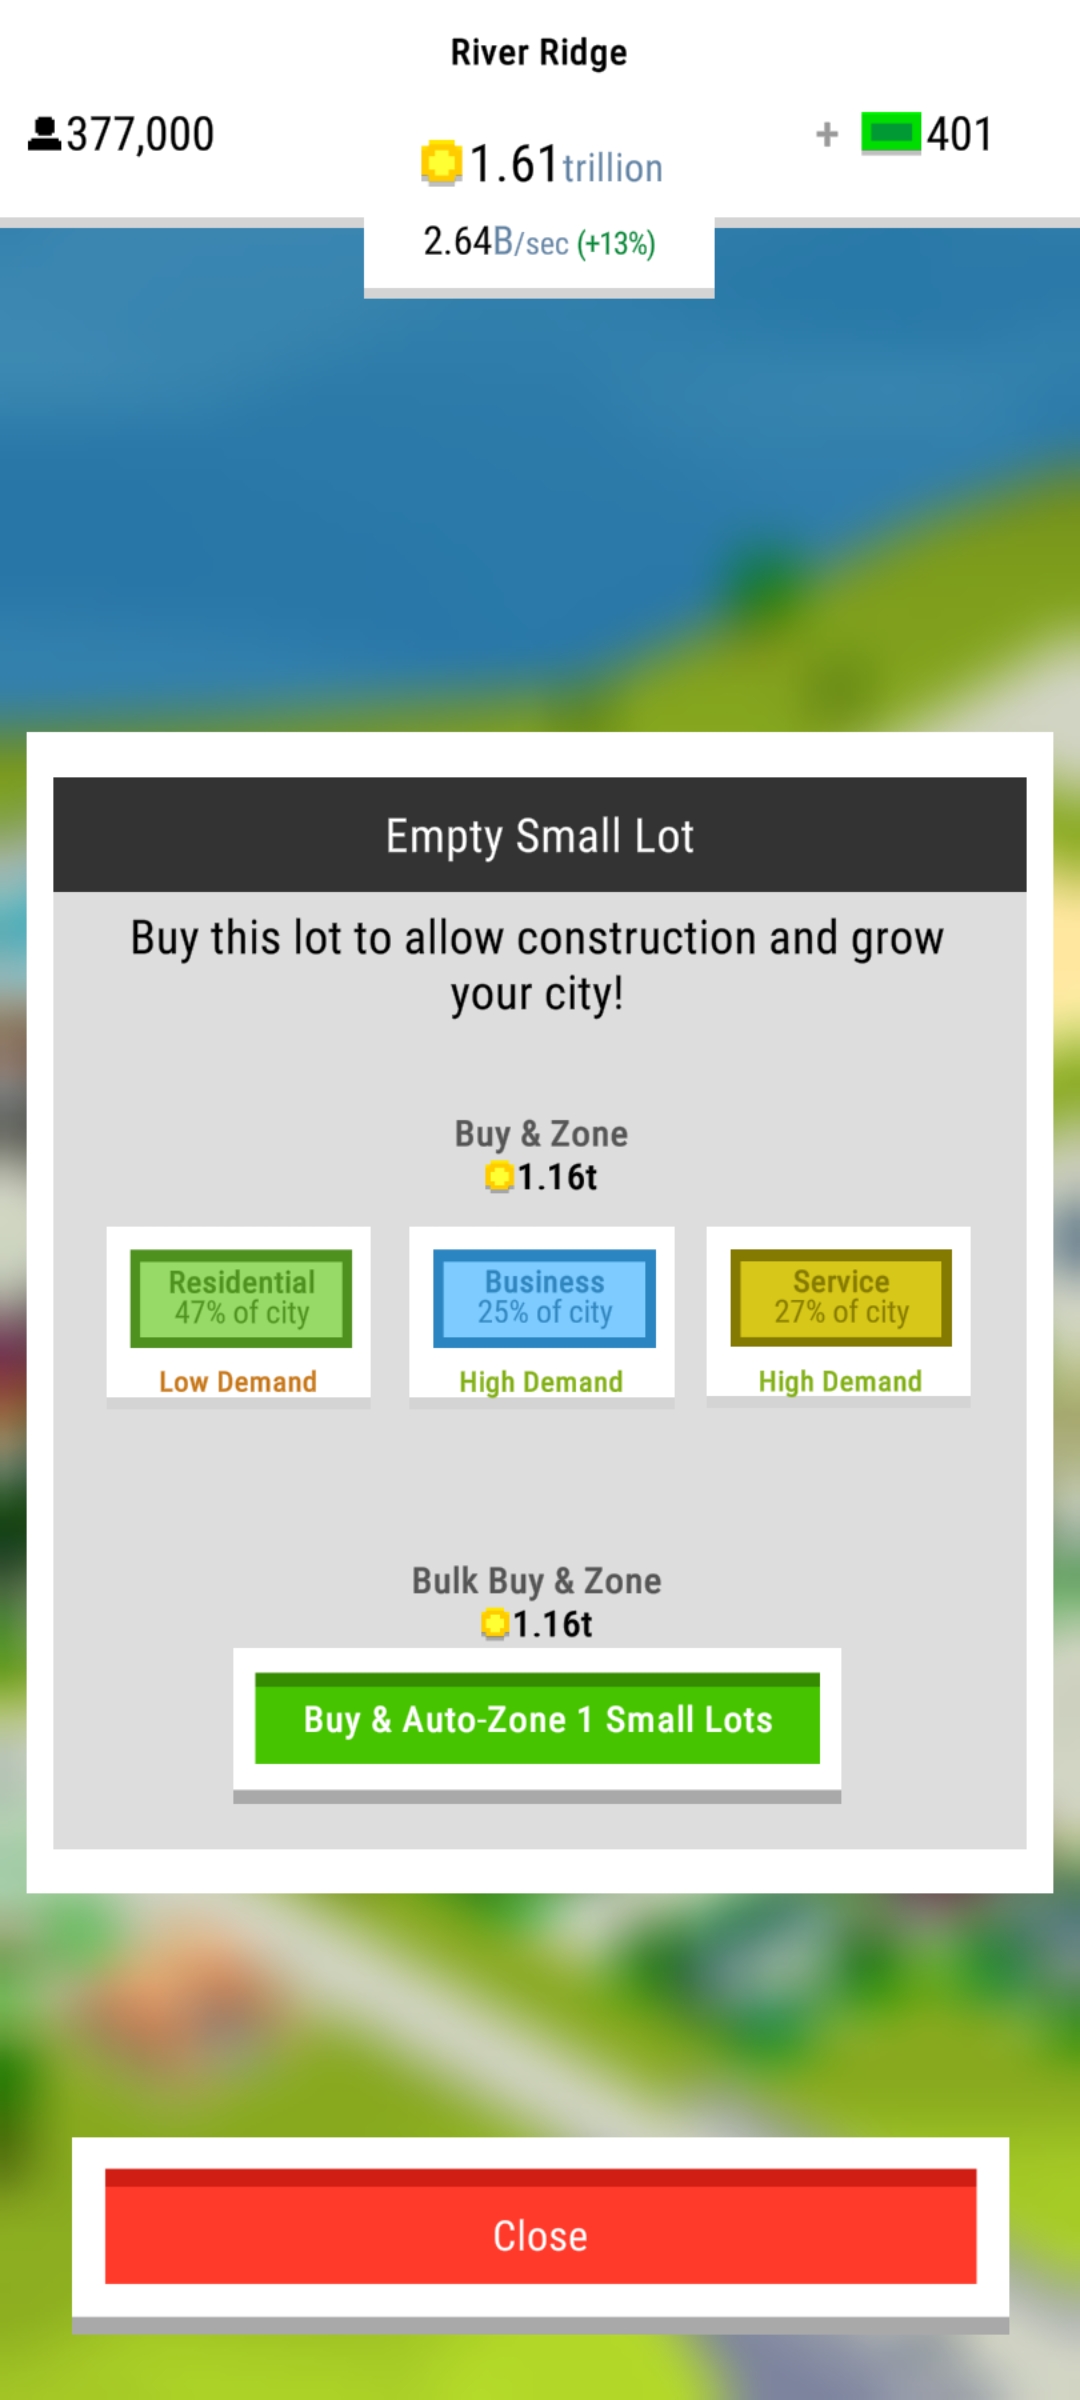 River Ridge
377,000
1.61trillion
+ 401
2.64B/sec (+13%)
Empty Small Lot
Buy this lot to allow construction and grow
your city!
Buy & Zone
1.16t
Residential
47% of city
Low Demand
Business
25% of city
High Demand
Service
27% of city
High Demand
Bulk Buy & Zone
1.16t
Buy & Auto-Zone 1 Small Lots
Close